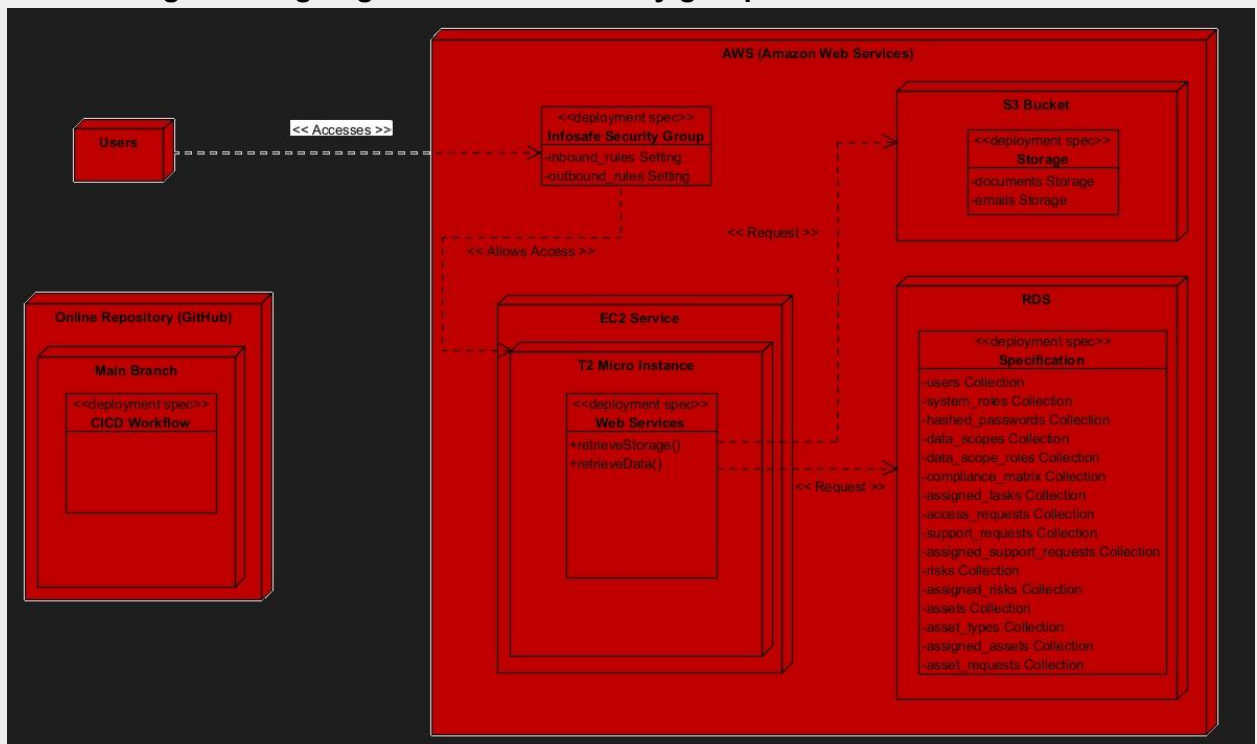 AWS (Amazon Web Services)
Users
<< Accesses >>
<<deployment spec>>
Infosafe Security Group
-inbound_rules Setting
-outbound_rules Setting
<< Allows Access >>
<< Request >>
S3 Bucket
<<deployment spec>>
Storage
-documents Storage
-emails Storage
Online Repository (GitHub)
Main Branch
<<deployment spec>>
CICD Workflow
EC2 Service
T2 Micro Instance
<<deployment spec>>
Web Services
+retrieveStorage()
+retrieveData()
<< Request >>
RDS
<<deployment spec>>
Specification
-users Collection
-system_roles Collection
-hashed_passwords Collection
-data_scopes Collection
-data_scope_roles Collection
-compliance_matrix Collection
-assigned_tasks Collection
-access_requests Collection
-support_requests Collection
-assigned_support_requests Collection
-risks Collection
-assigned_risks Collection
-assets Collection
-asset_types Collection
-assigned_assets Collection
-asset_requests Collection